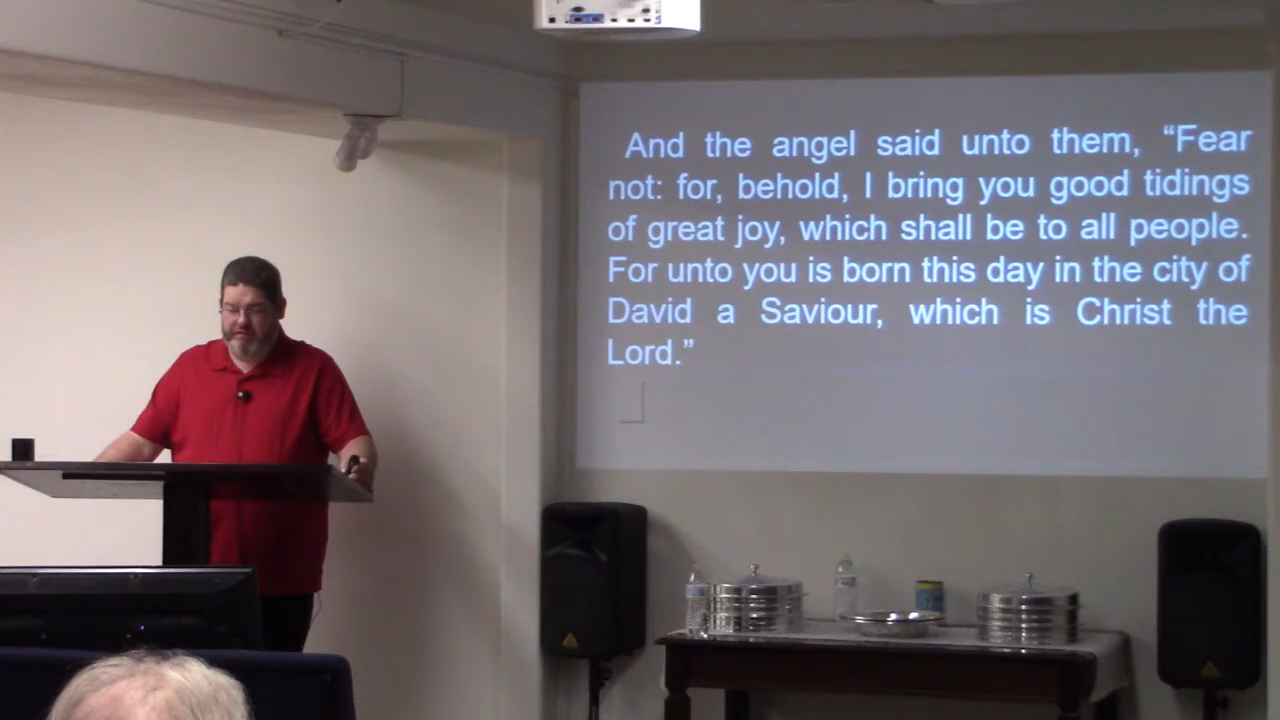 And the angel said unto them, “Fear
not: for, behold, I bring you good tidings
of great joy, which shall be to all people.
For unto you is born this day in the city of
David a Saviour, which is Christ the
Lord.”